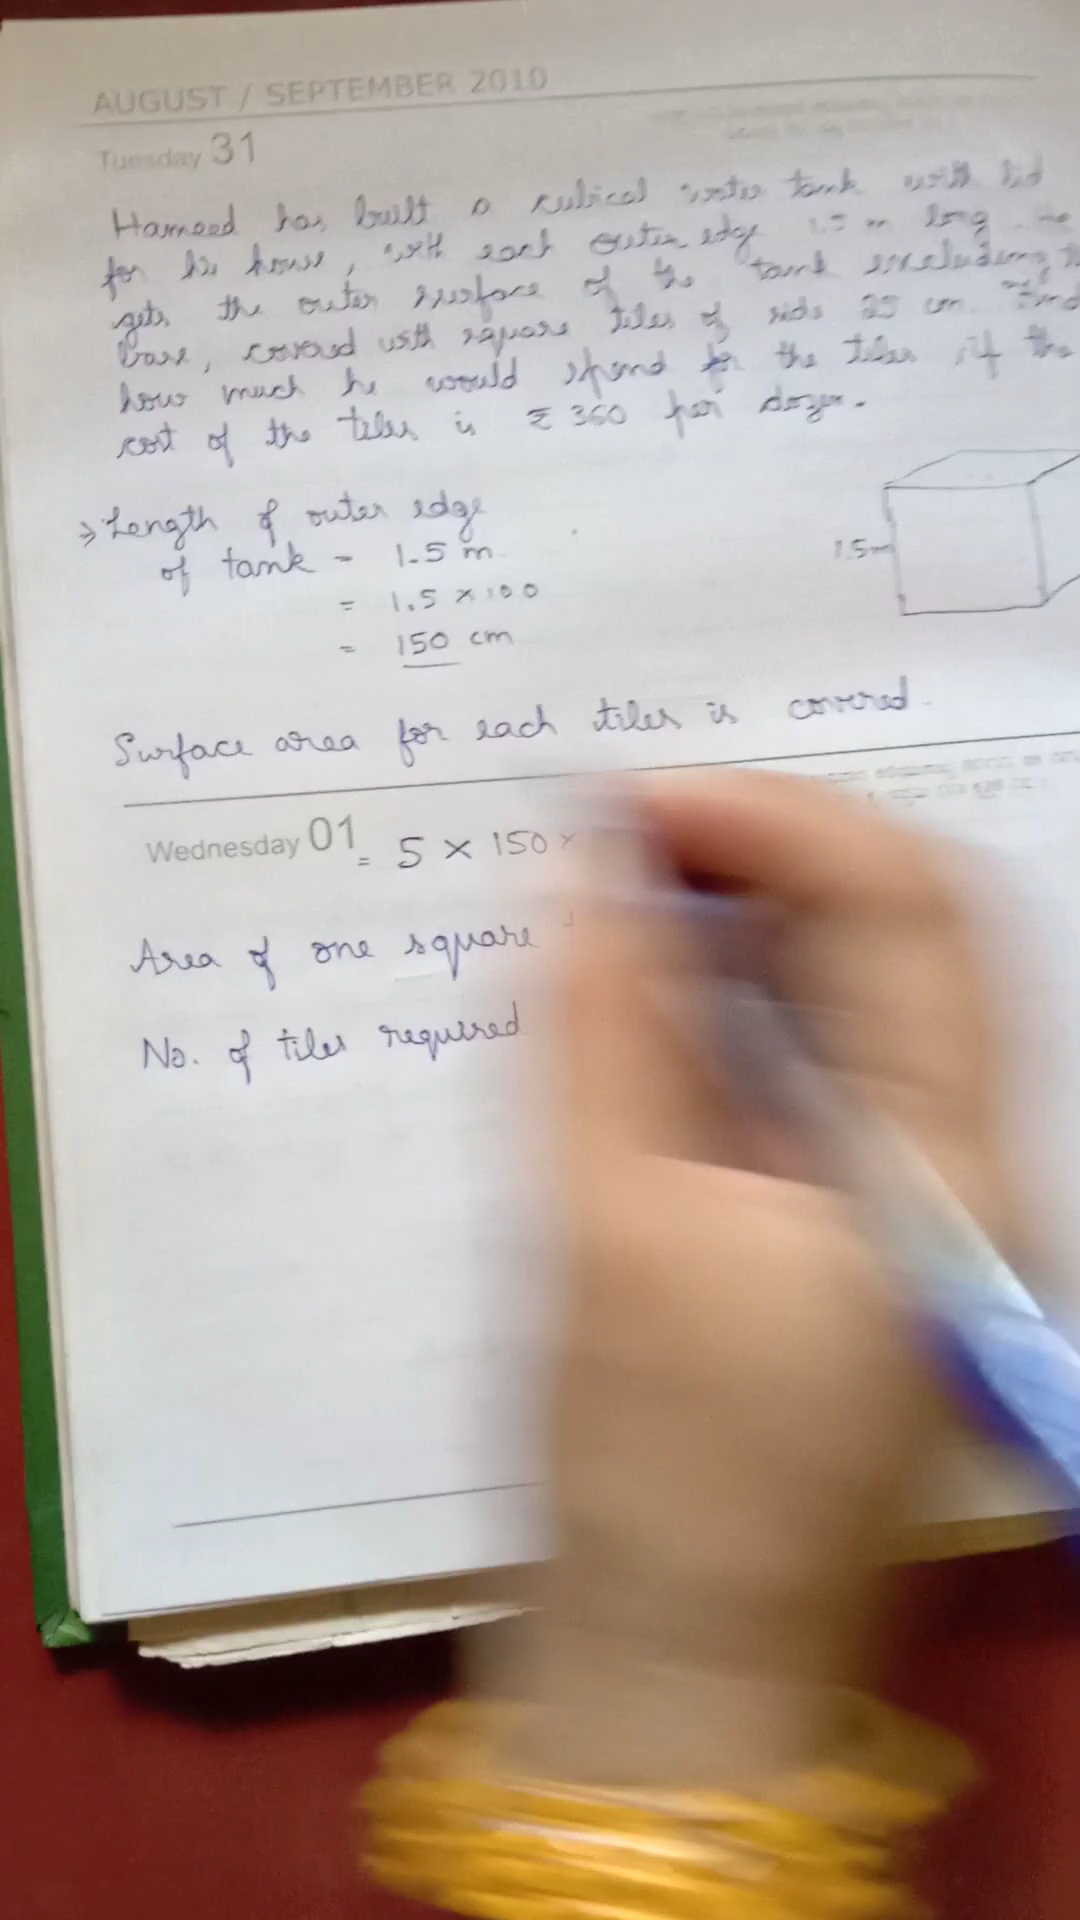 AUGUST / SEPTEMBER 2010
Tuesday 31
Hameed has built a cubical water tank with lid
for his house, with each outer edge 1.5 m long. He
gets the outer surface of the tank excluding the
base, covered with square tiles of side 25 cm. Find
how much he would spend for the tiles, if the
cost of the tiles is ₹ 360 per dozen.
→ Length of outer edge
of tank = 1.5 m
= 1.5 × 100
= 150 cm
1.5m
Surface area for each tiles is covered.
Wednesday 01
= 5 × 150 ×
Area of one square
No. of tiles required